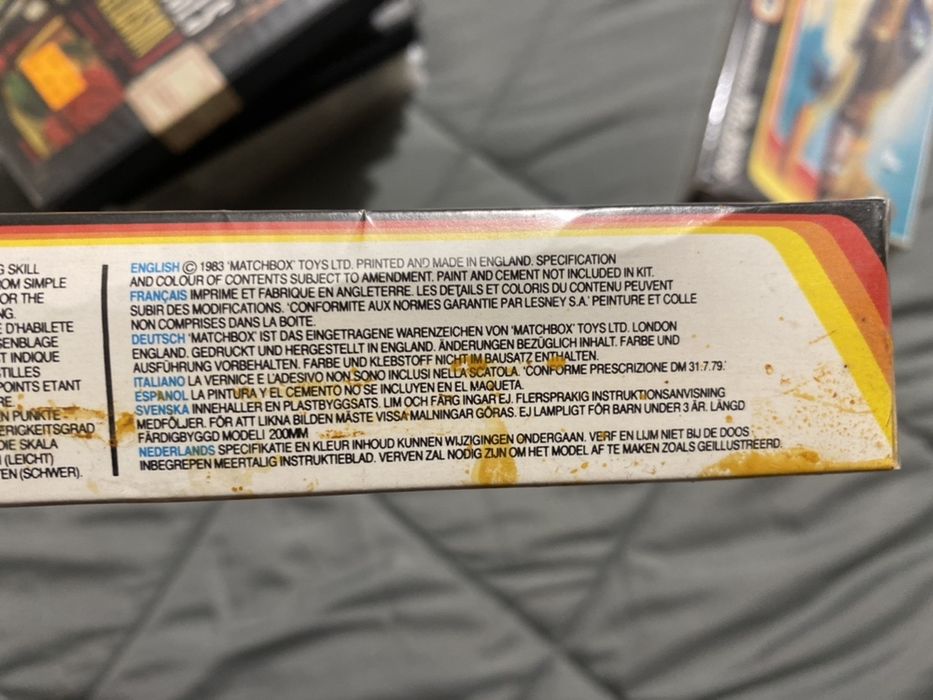 G SKILL
OM SIMPLE
OR THE
NG.
E D'HABILETE
SENBLAGE
T INDIQUE
STILLES
POINTS ETANT
RE
EN PUNKTE -
ERIGKEITSGRAD
DIE SKALA
(LEICHT)
EN (SCHWER).
ENGLISH © 1983 'MATCHBOX' TOYS LTD. PRINTED AND MADE IN ENGLAND. SPECIFICATION
AND COLOUR OF CONTENTS SUBJECT TO AMENDMENT. PAINT AND CEMENT NOT INCLUDED IN KIT.
FRANÇAIS IMPRIME ET FABRIQUE EN ANGLETERRE. LES DETAILS ET COLORIS DU CONTENU PEUVENT
SUBIR DES MODIFICATIONS. 'CONFORMITE AUX NORMES GARANTIE PAR LESNEY S.A.' PEINTURE ET COLLE
NON COMPRISES DANS LA BOITE.
DEUTSCH 'MATCHBOX' IST DAS EINGETRAGENE WARENZEICHEN VON 'MATCHBOX' TOYS LTD. LONDON
ENGLAND. GEDRUCKT UND HERGESTELLT IN ENGLAND. ÄNDERUNGEN BEZÜGLICH INHALT. FARBE UND
AUSFÜHRUNG VORBEHALTEN. FARBE UND KLEBSTOFF NICHT IM BAUSATZ ENTHALTEN.
ITALIANO LA VERNICE E L'ADESIVO NON SONO INCLUSI NELLA SCATOLA. 'CONFORME PRESCRIZIONE DM 31.7.79.'
ESPANOL LA PINTURA Y EL CEMENTO NO SE INCLUYEN EN EL MAQUETA.
SVENSKA INNEHALLER EN PLASTBYGGSATS. LIM OCH FÄRG INGAR EJ. FLERSPRAKIG INSTRUKTIONSANVISNING
MEDFÖLJER. FÖR ATT LIKNA BILDEN MÄSTE VISSA MALNINGAR GÖRAS. EJ LAMPLIGT FÖR BARN UNDER 3 ÄR. LÄNGD
FÄRDIGBYGGD MODELI 200MM
NEDERLANDS SPECIFIKATIE EN KLEUR INHOUD KUNNEN WIJZIGINGEN ONDERGAAN. VERF EN LIJM NIET BIJ DE DOOS
INBEGREPEN MEERTALIG INSTRUKTIEBLAD. VERVEN ZAL NODIG ZIJN OM HET MODEL AF TE MAKEN ZOALS GEILLUSTREERD.